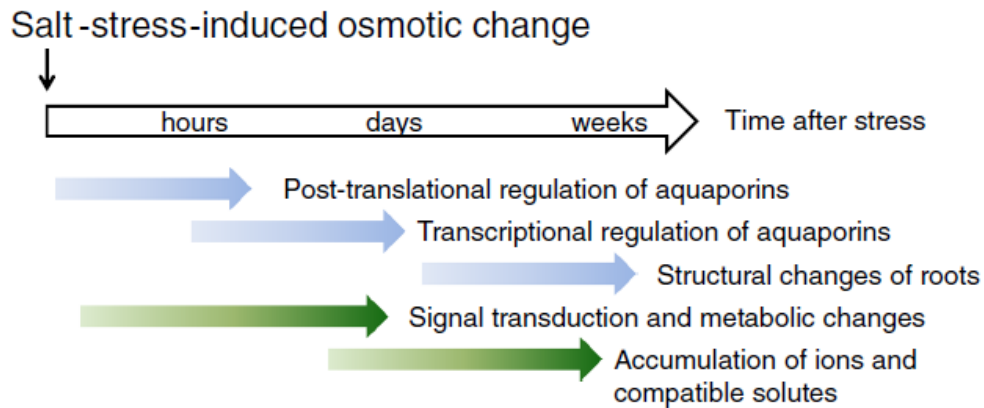 Salt-stress-induced osmotic change
hours days weeks Time after stress
Post-translational regulation of aquaporins
Transcriptional regulation of aquaporins
Structural changes of roots
Signal transduction and metabolic changes
Accumulation of ions and
compatible solutes